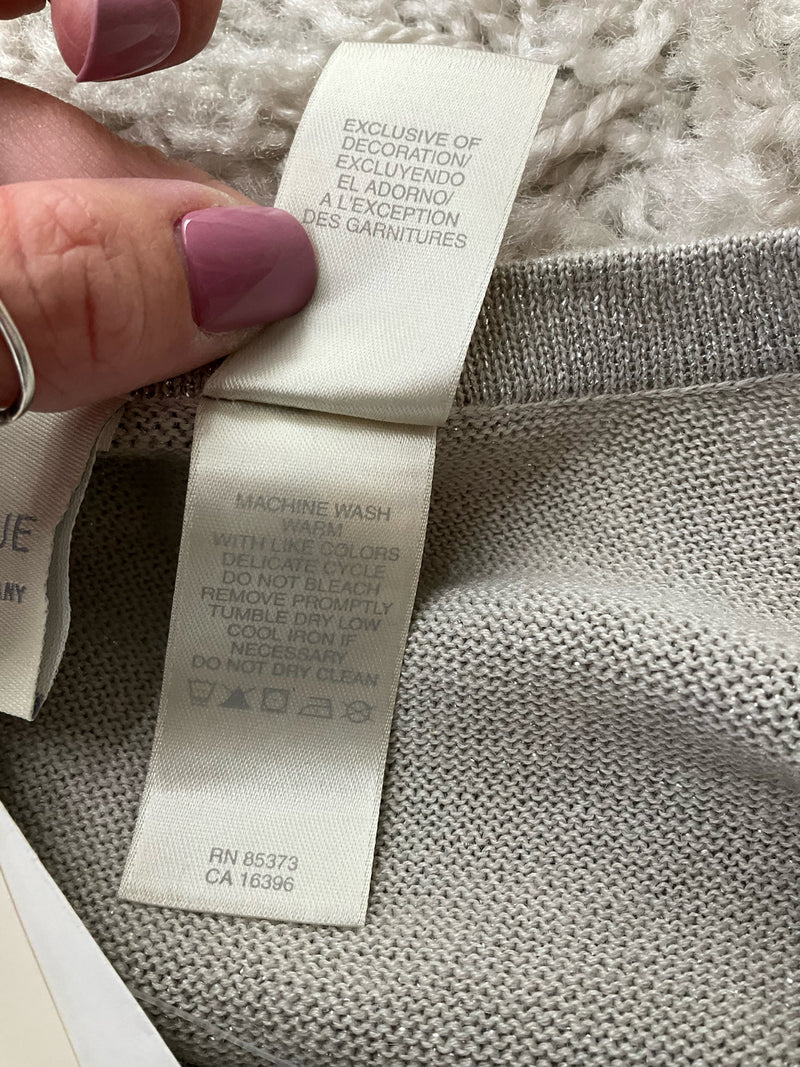 EXCLUSIVE OF
DECORATION/
EXCLUYENDO
EL ADORNO/
A L'EXCEPTION
DES GARNITURES
MACHINE WASH
WARM
WITH LIKE COLORS
DELICATE CYCLE
DO NOT BLEACH
REMOVE PROMPTLY
TUMBLE DRY LOW
COOL IRON IF
NECESSARY
DO NOT DRY CLEAN
RN 85373
CA 16396